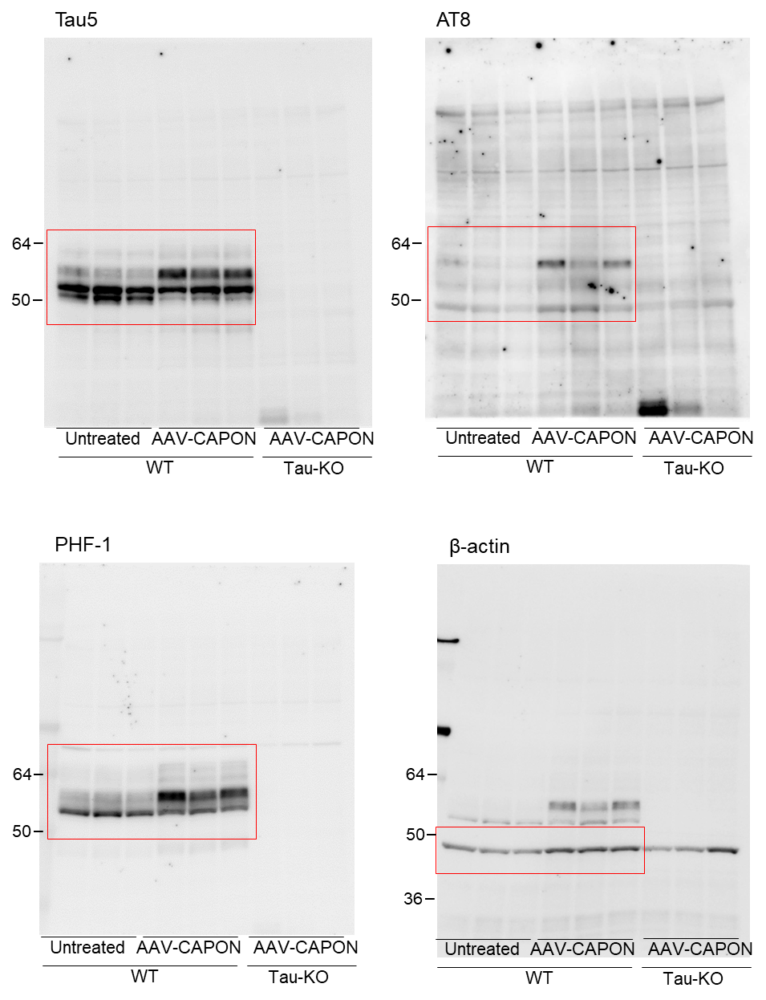 Tau5
64
50
Untreated AAV-CAPON AAV-CAPON
WT Tau-KO
AT8
64
50
Untreated AAV-CAPON AAV-CAPON
WT Tau-KO
PHF-1
64
50
Untreated AAV-CAPON AAV-CAPON
WT Tau-KO
β-actin
64
50
36
Untreated AAV-CAPON AAV-CAPON
WT Tau-KO